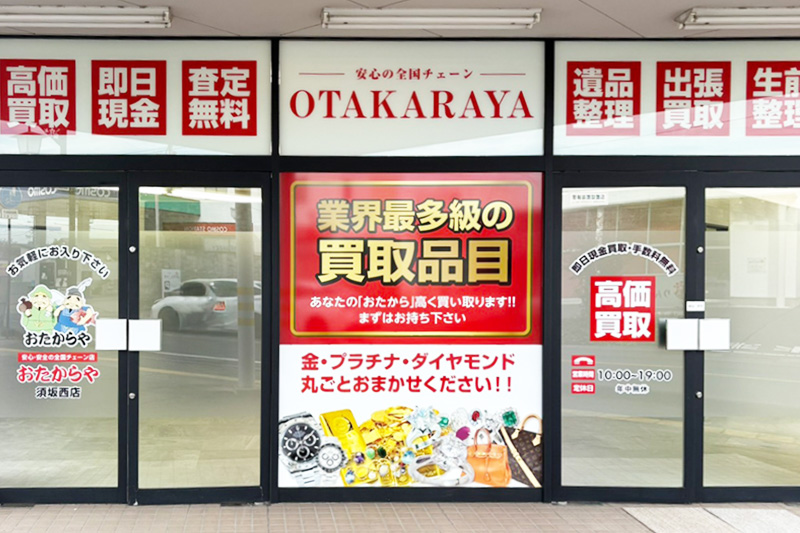 高価
買取
即日
現金
査定
無料
安心の全国チェーン
OTAKARAYA
遺品
整理
出張
買取
生前
整理
お気軽にお入り下さい
おたからや
安心・安全の全国チェーン店
おたからや
須坂西店
業界最多級の
買取品目
あなたの「おたから」高く買い取ります!!
まずはお持ち下さい
金・プラチナ・ダイヤモンド
丸ごとおまかせください!!
即日現金買取・手数料無料
高価
買取
営業時間 10:00~19:00
定休日 年中無休